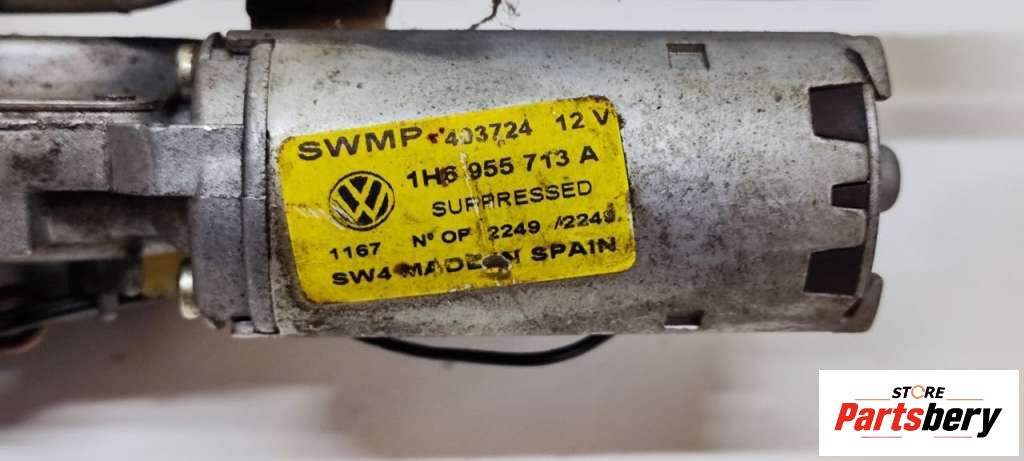 SWMP 403724 12 V
1H6 955 713 A
SUPPRESSED
1167 Nº OP 2249 /2249
SW4 MADE IN SPAIN
STORE
Partsbery